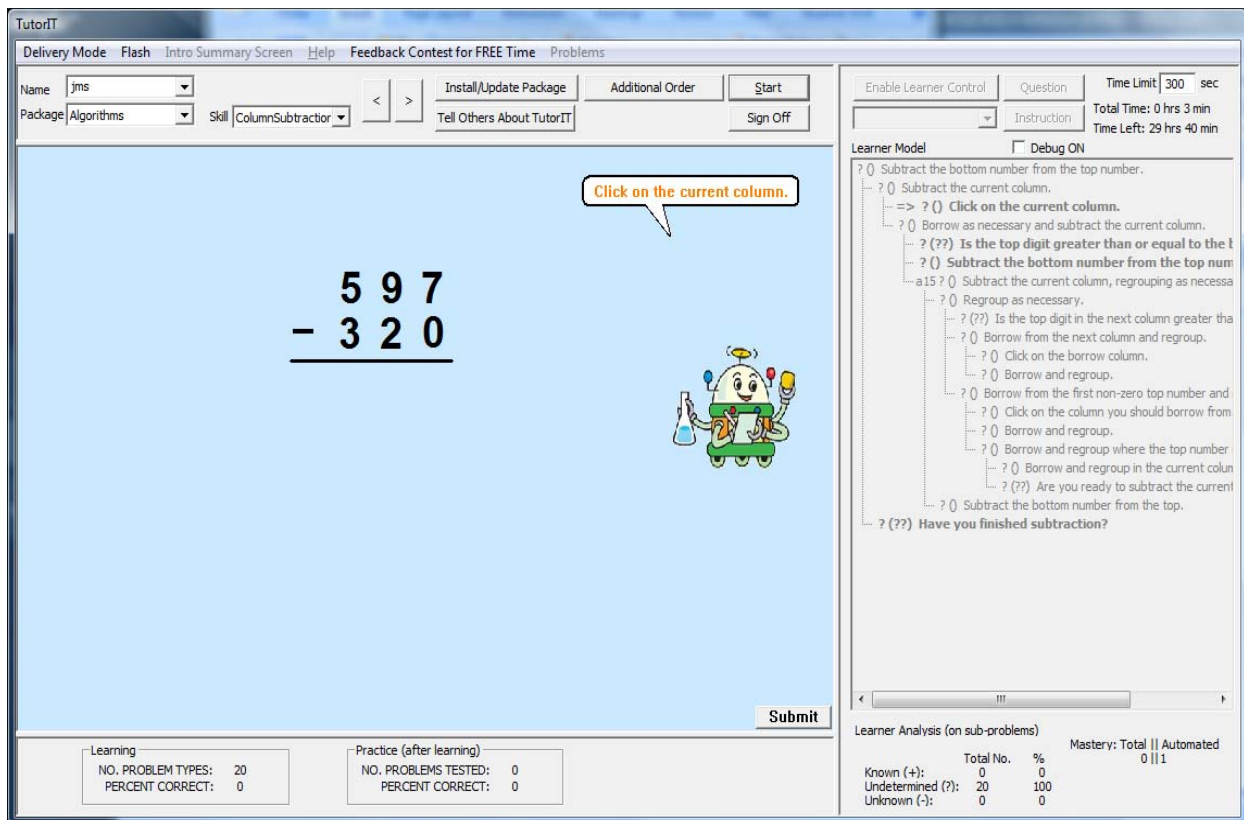 TutorIT
Delivery Mode Flash Intro Summary Screen Help Feedback Contest for FREE Time Problems
Name jms
Package Algorithms
Skill ColumnSubtraction
< >
Install/Update Package
Additional Order
Start
Tell Others About TutorIT
Sign Off
Click on the current column.
5 9 7
– 3 2 0
Submit
Learning
NO. PROBLEM TYPES: 20
PERCENT CORRECT: 0
Practice (after learning)
NO. PROBLEMS TESTED: 0
PERCENT CORRECT: 0
Enable Learner Control
Question
Time Limit 300 sec
Instruction
Total Time: 0 hrs 3 min
Time Left: 29 hrs 40 min
Learner Model
Debug ON
? () Subtract the bottom number from the top number.
? () Subtract the current column.
=> ? () Click on the current column.
? () Borrow as necessary and subtract the current column.
? (??) Is the top digit greater than or equal to the
? () Subtract the bottom number from the top num
a15 ? () Subtract the current column, regrouping as necessa
? () Regroup as necessary.
? (??) Is the top digit in the next column greater tha
? () Borrow from the next column and regroup.
? () Click on the borrow column.
? () Borrow and regroup.
? () Borrow from the first non-zero top number and
? () Click on the column you should borrow from
? () Borrow and regroup.
? () Borrow and regroup where the top number
? () Borrow and regroup in the current colun
? (??) Are you ready to subtract the current
? () Subtract the bottom number from the top.
? (??) Have you finished subtraction?
Learner Analysis (on sub-problems)
Mastery: Total || Automated
Total No. % 0 || 1
Known (+): 0 0
Undetermined (?): 20 100
Unknown (-): 0 0